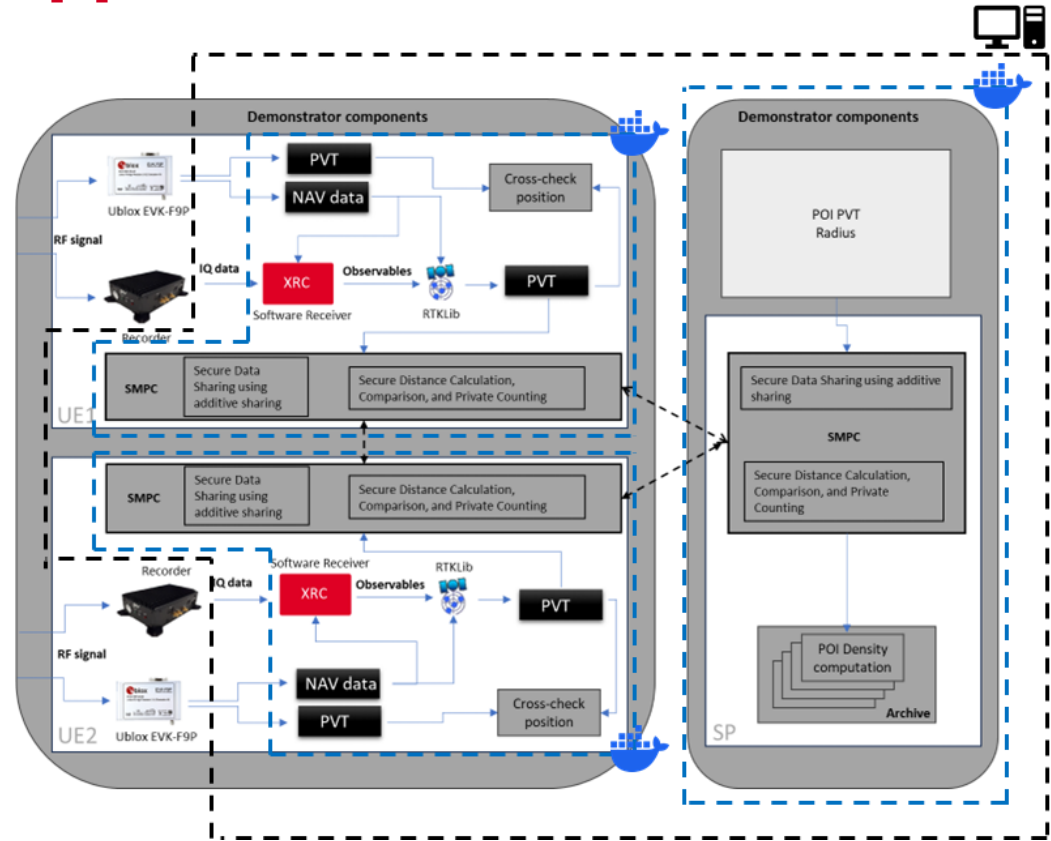 Demonstrator components
PVT
NAV data
Cross-check
position
Ublox EVK-F9P
RF signal
IQ data
XRC
Observables
PVT
Software Receiver
RTKLib
Recorder
SMPC
Secure Data
Sharing using
additive sharing
Secure Distance Calculation,
Comparison, and Private Counting
UE1
SMPC
Secure Data
Sharing using
additive sharing
Secure Distance Calculation,
Comparison, and Private Counting
Recorder
IQ data
Software Receiver
XRC
Observables
RTKLib
PVT
RF signal
NAV data
PVT
Cross-check
position
UE2
Ublox EVK-F9P
Demonstrator components
POI PVT
Radius
Secure Data Sharing using additive
sharing
SMPC
Secure Distance Calculation,
Comparison, and Private
Counting
POI Density
computation
Archive
SP